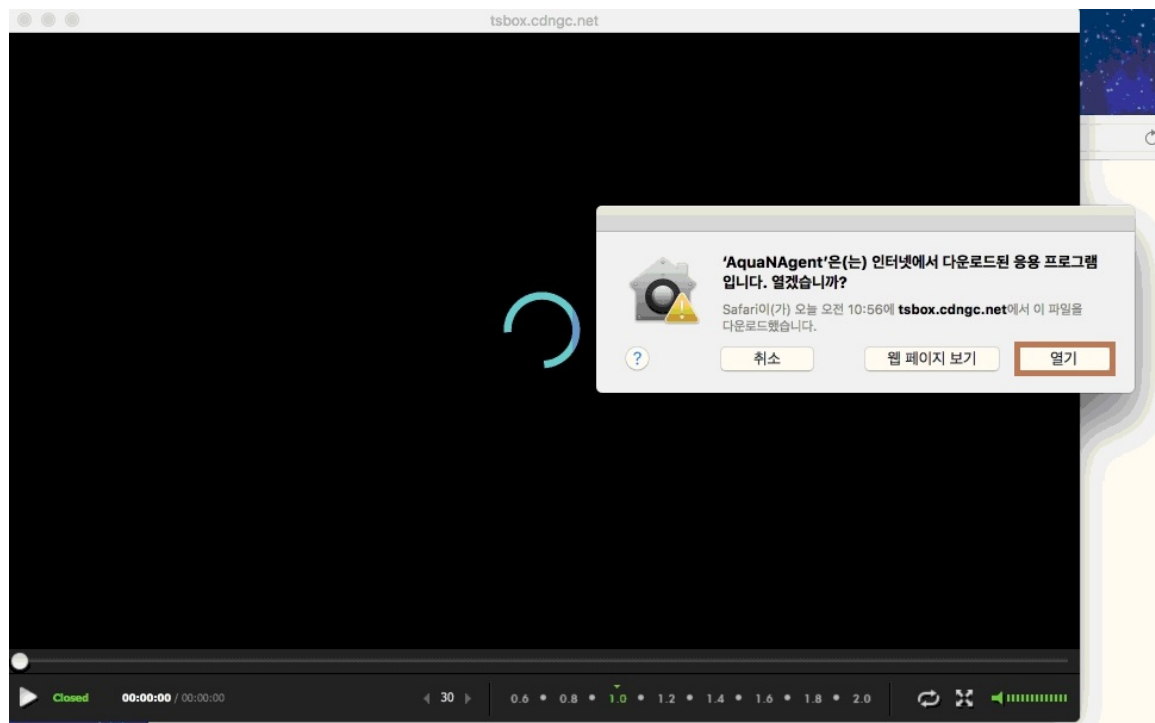 tsbox.cdngc.net
‘AquaNAgent’은(는) 인터넷에서 다운로드된 응용 프로그램
입니다. 열겠습니까?
Safari이(가) 오늘 오전 10:56에 tsbox.cdngc.net에서 이 파일을
다운로드했습니다.
? 취소 웹 페이지 보기 열기
Closed 00:00:00 / 00:00:00 30 0.6 0.8 1.0 1.2 1.4 1.6 1.8 2.0